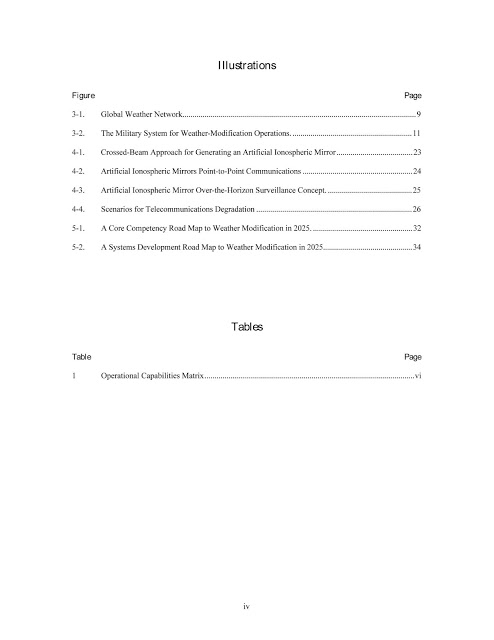 Illustrations
Figure Page
3-1. Global Weather Network.......................................................................................................................9
3-2. The Military System for Weather-Modification Operations. ............................................................. 11
4-1. Crossed-Beam Approach for Generating an Artificial Ionospheric Mirror.......................................23
4-2. Artificial Ionospheric Mirrors Point-to-Point Communications ........................................................24
4-3. Artificial Ionospheric Mirror Over-the-Horizon Surveillance Concept. ...........................................25
4-4. Scenarios for Telecommunications Degradation ................................................................................26
5-1. A Core Competency Road Map to Weather Modification in 2025. ...................................................32
5-2. A Systems Development Road Map to Weather Modification in 2025..............................................34
Tables
Table Page
1 Operational Capabilities Matrix...........................................................................................................vi
iv